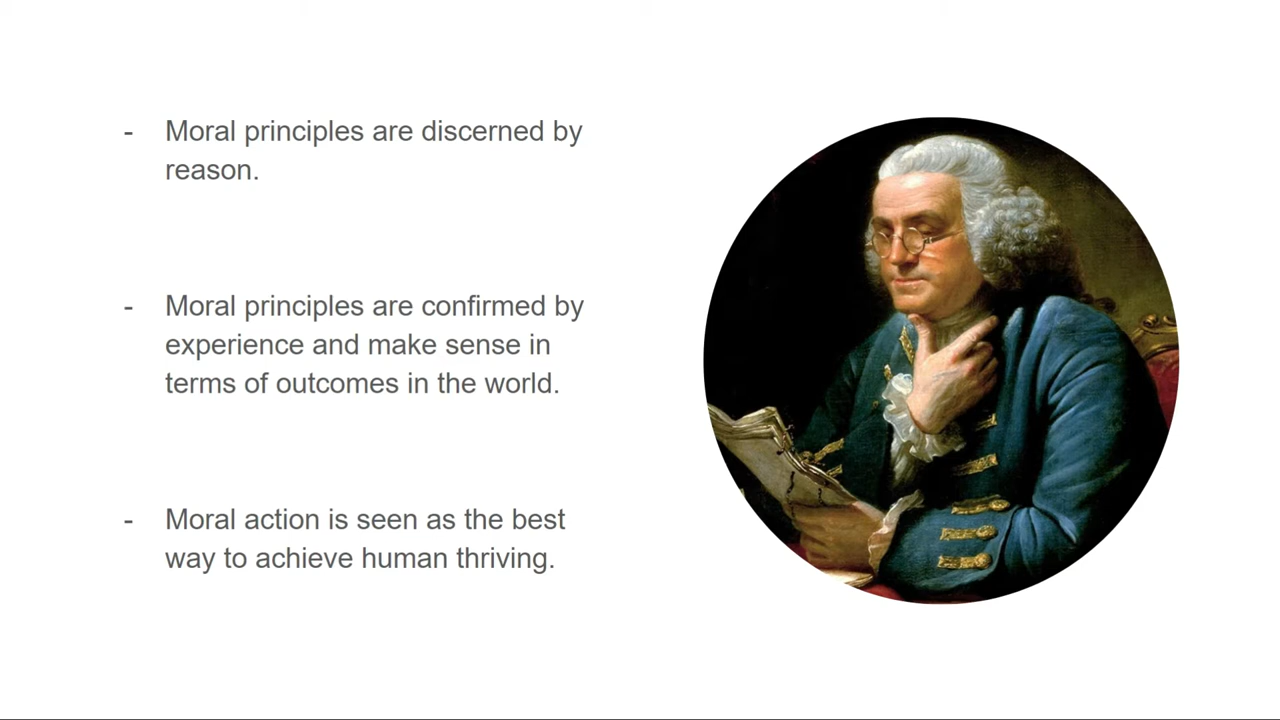 - Moral principles are discerned by
reason.
- Moral principles are confirmed by
experience and make sense in
terms of outcomes in the world.
- Moral action is seen as the best
way to achieve human thriving.